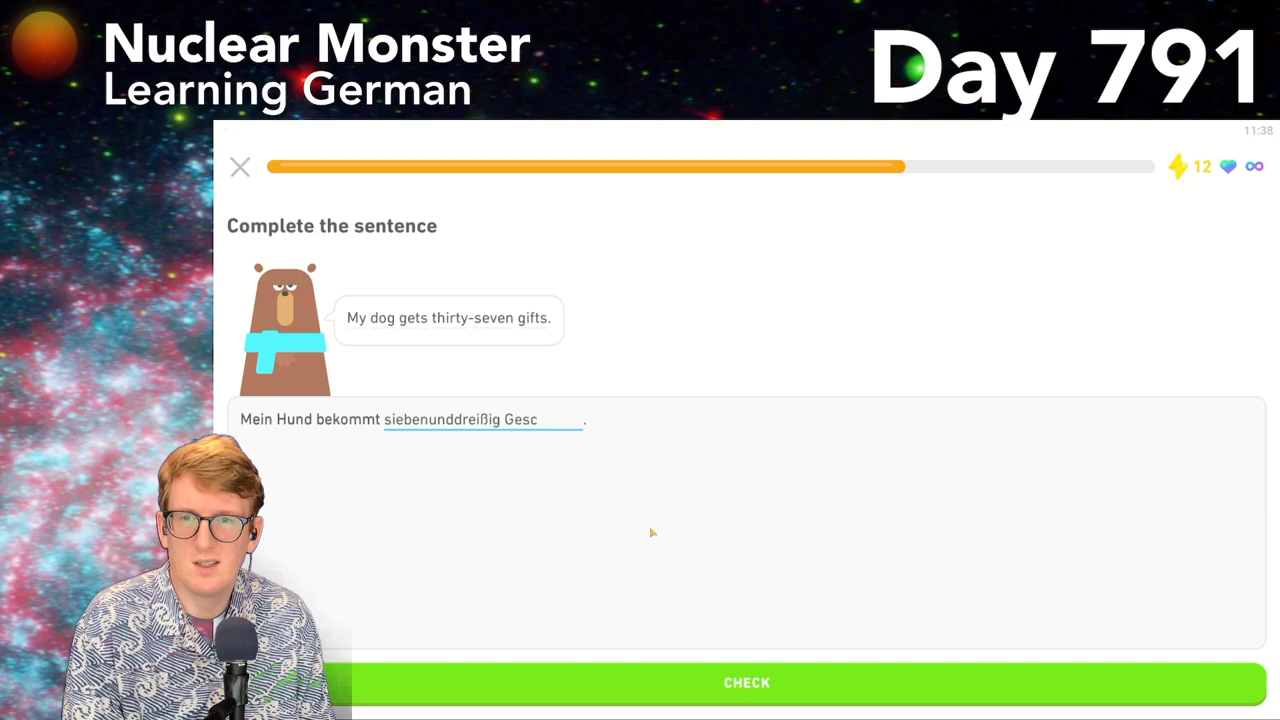 Nuclear Monster
Learning German
Day 791
11:38
12
Complete the sentence
My dog gets thirty-seven gifts.
Mein Hund bekommt siebenunddreißig Gesc .
CHECK